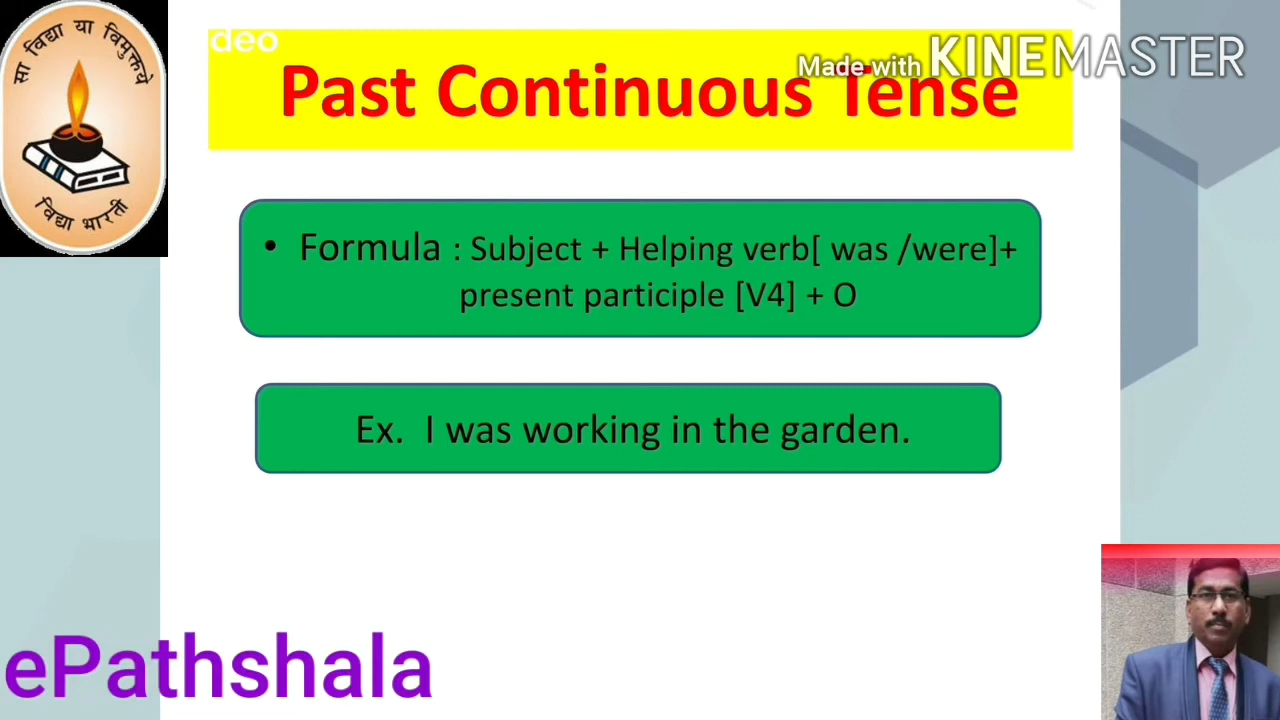 सा विद्या या विमुक्तये
विद्या भारती
deo
Made with KINEMASTER
Past Continuous Tense
• Formula : Subject + Helping verb[ was /were]+
present participle [V4] + O
Ex. I was working in the garden.
ePathshala